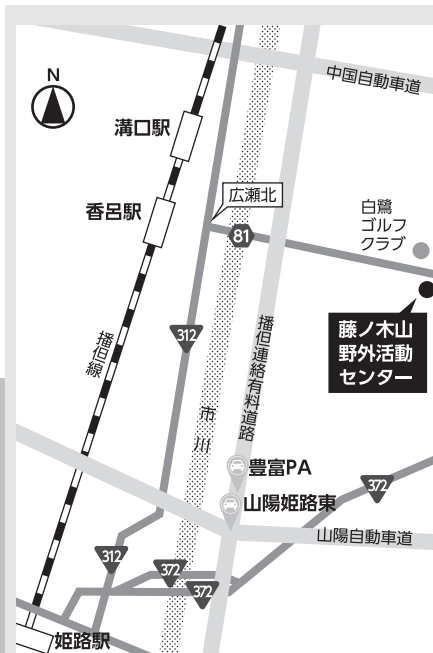 N
中国自動車道
溝口駅
広瀬北
香呂駅
白鷺
ゴルフ
クラブ
81
藤ノ木山
野外活動
センター
312
播但線
播但連絡有料道路
市川
豊富PA
372
山陽姫路東
山陽自動車道
312
372
372
姫路駅